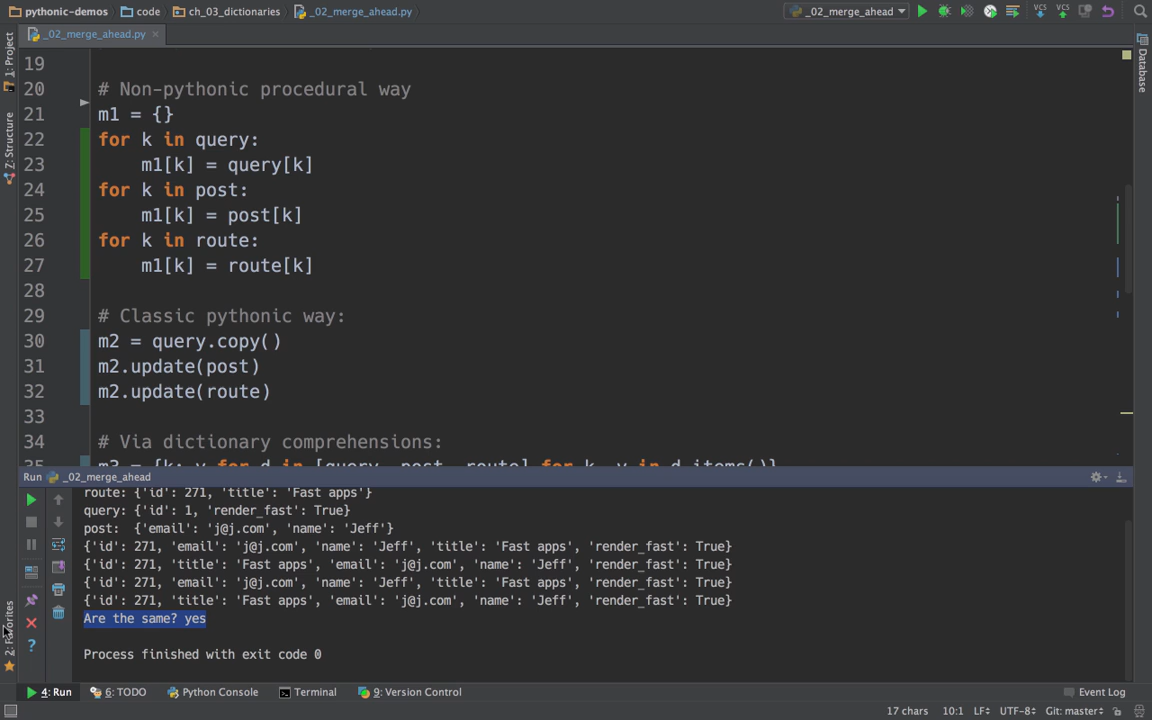 pythonic-demos code ch_03_dictionaries _02_merge_ahead.py _02_merge_ahead
_02_merge_ahead.py
1: Project
7: Structure
2: Favorites
Database
19
20 # Non-pythonic procedural way
21 m1 = {}
22 for k in query:
23 m1[k] = query[k]
24 for k in post:
25 m1[k] = post[k]
26 for k in route:
27 m1[k] = route[k]
28
29 # Classic pythonic way:
30 m2 = query.copy()
31 m2.update(post)
32 m2.update(route)
33
34 # Via dictionary comprehensions:
35 m3 = {k: v for d in [query, post, route] for k, v in d.items()}
Run _02_merge_ahead
route: {'id': 271, 'title': 'Fast apps'}
query: {'id': 1, 'render_fast': True}
post: {'email': 'j@j.com', 'name': 'Jeff'}
{'id': 271, 'email': 'j@j.com', 'name': 'Jeff', 'title': 'Fast apps', 'render_fast': True}
{'id': 271, 'title': 'Fast apps', 'email': 'j@j.com', 'name': 'Jeff', 'render_fast': True}
{'id': 271, 'email': 'j@j.com', 'name': 'Jeff', 'title': 'Fast apps', 'render_fast': True}
{'id': 271, 'title': 'Fast apps', 'email': 'j@j.com', 'name': 'Jeff', 'render_fast': True}
Are the same? yes
Process finished with exit code 0
4: Run 6: TODO Python Console Terminal 9: Version Control Event Log
17 chars 10:1 LF UTF-8 Git: master